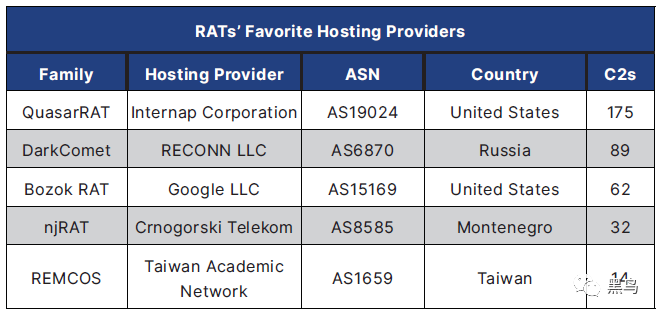 RATs' Favorite Hosting Providers
Family Hosting Provider ASN Country C2s
QuasarRAT Internap Corporation AS19024 United States 175
DarkComet RECONN LLC AS6870 Russia 89
Bozok RAT Google LLC AS15169 United States 62
njRAT Crnogorski Telekom AS8585 Montenegro 32
REMCOS Taiwan Academic Network AS1659 Taiwan 14
黑鸟